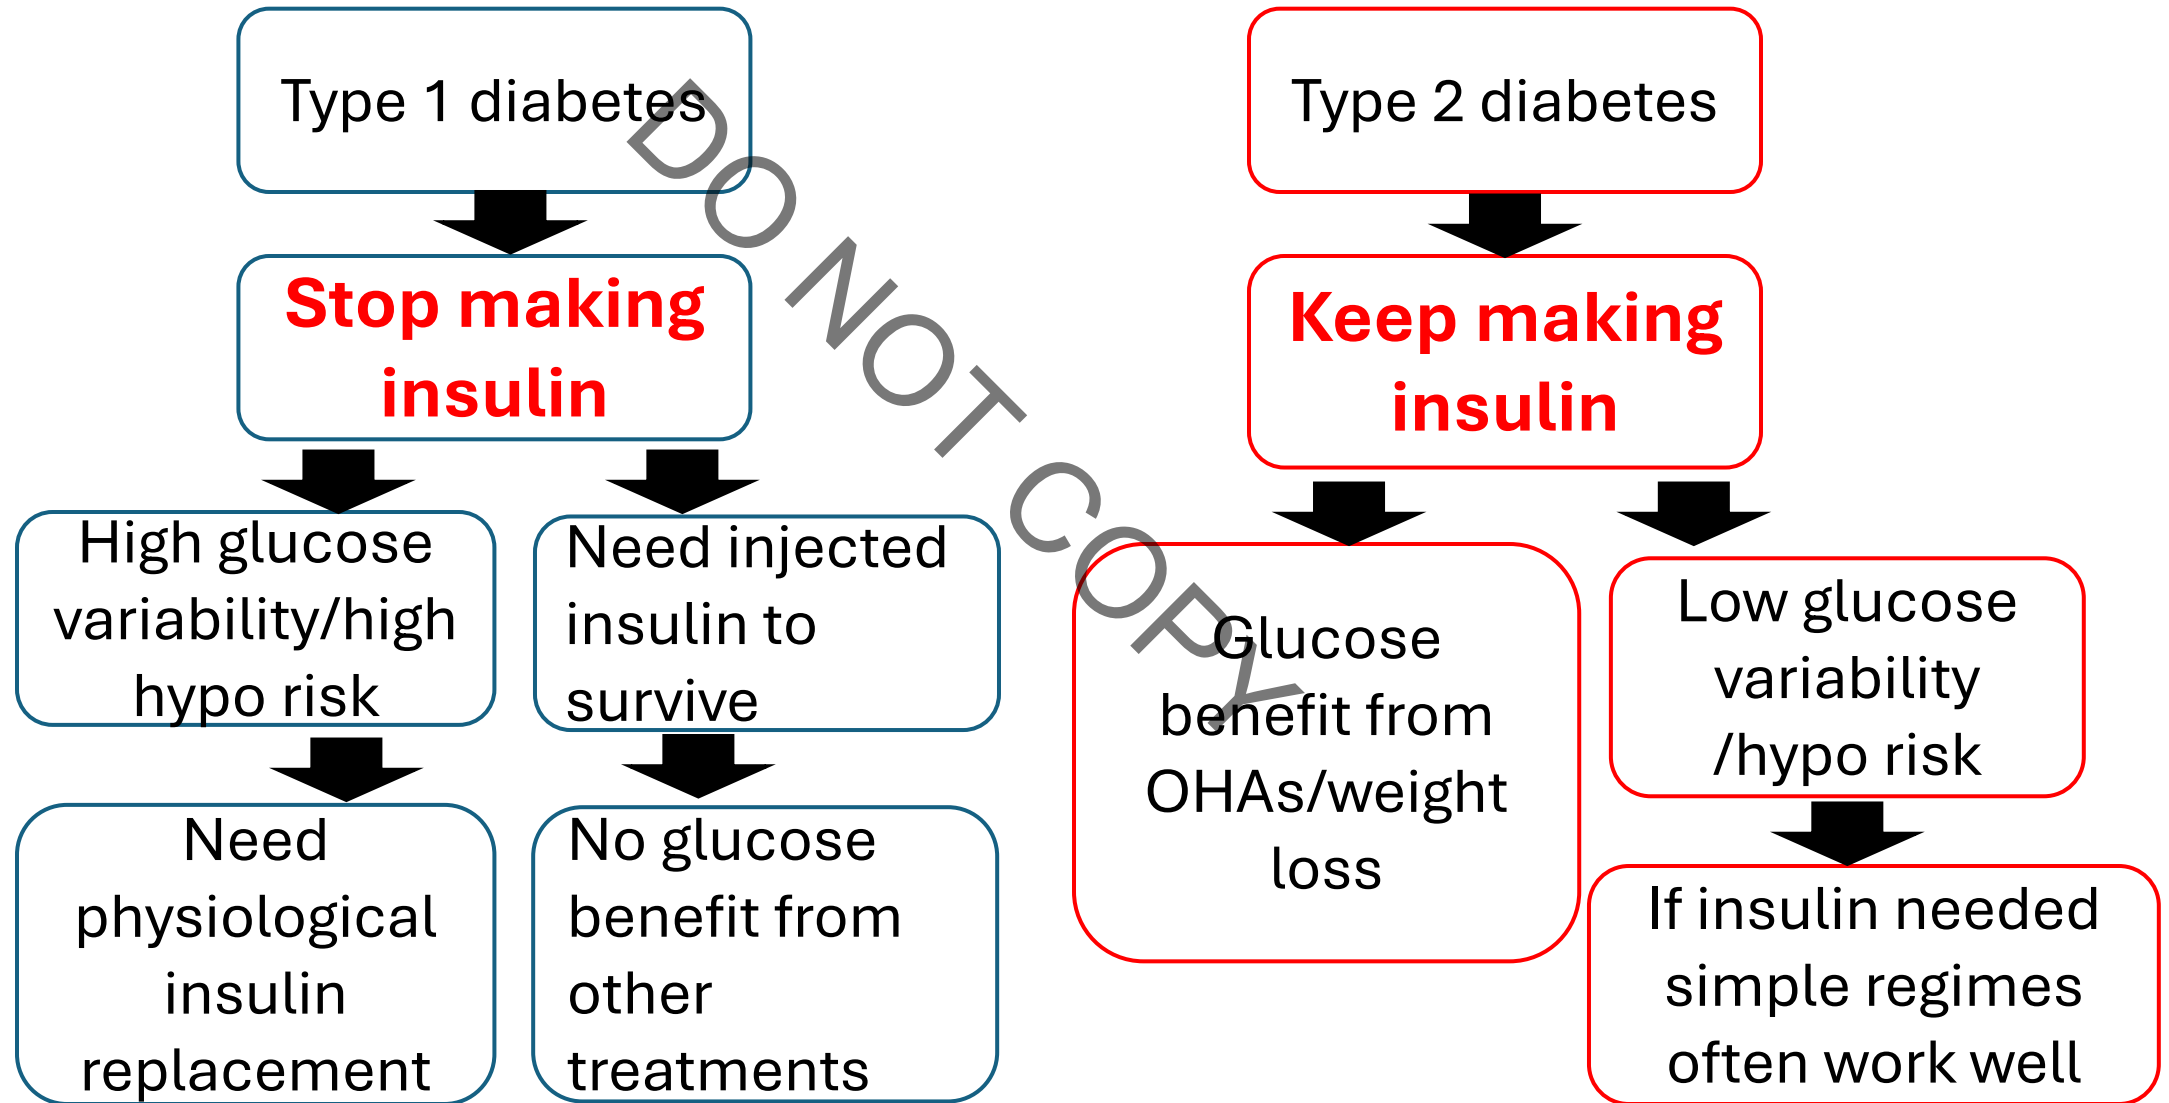 Type 1 diabetes
Stop making
insulin
High glucose
variability/high
hypo risk
Need
physiological
insulin
replacement
Need injected
insulin to
survive
No glucose
benefit from
other
treatments
Type 2 diabetes
Keep making
insulin
Glucose
benefit from
OHAs/weight
loss
Low glucose
variability
/hypo risk
If insulin needed
simple regimes
often work well
DO NOT COPY